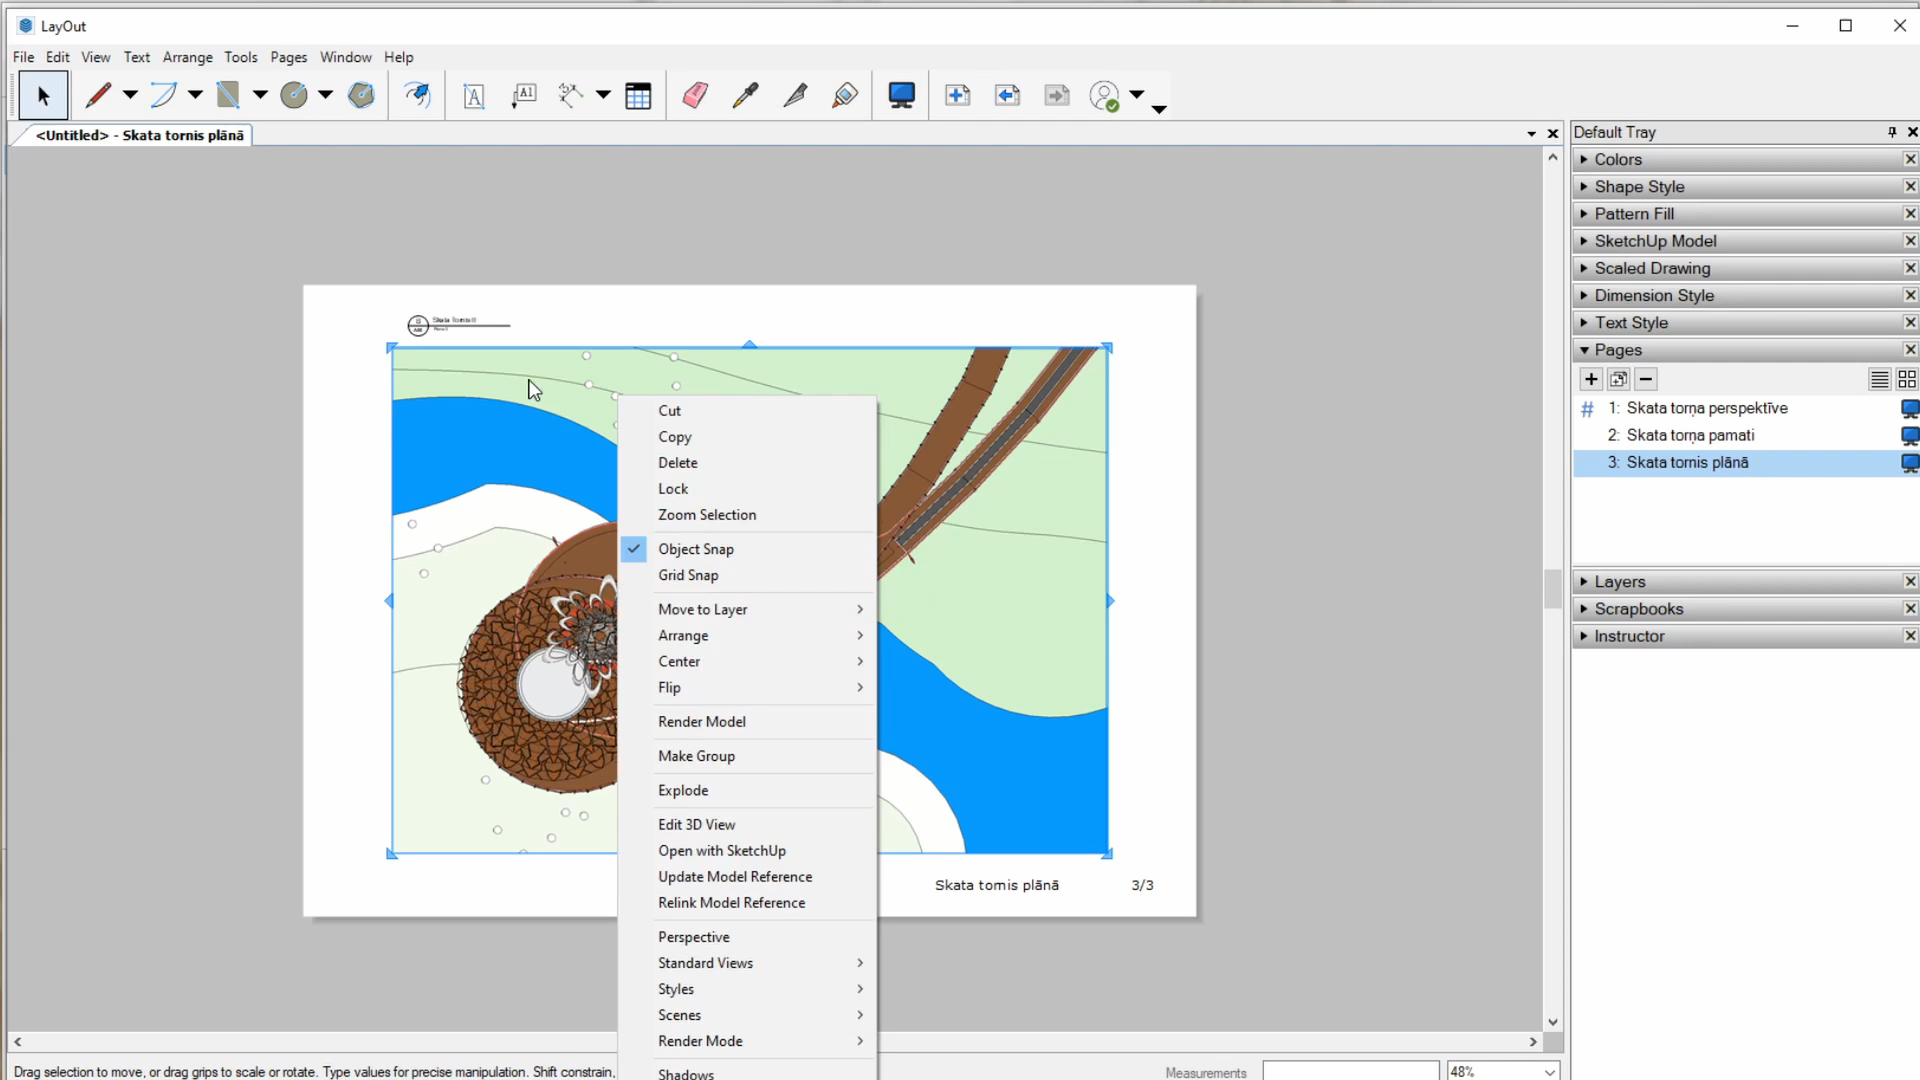 LayOut
File Edit View Text Arrange Tools Pages Window Help
<Untitled> - Skata tornis plānā
Default Tray
Colors
Shape Style
Pattern Fill
SketchUp Model
Scaled Drawing
Dimension Style
Text Style
Pages
# 1: Skata torņa perspektīve
2: Skata torņa pamati
3: Skata tornis plānā
Layers
Scrapbooks
Instructor
Cut
Copy
Delete
Lock
Zoom Selection
Object Snap
Grid Snap
Move to Layer
Arrange
Center
Flip
Render Model
Make Group
Explode
Edit 3D View
Open with SketchUp
Update Model Reference
Relink Model Reference
Perspective
Standard Views
Styles
Scenes
Render Mode
Shadows
Skata tornis plānā 3/3
Drag selection to move, or drag grips to scale or rotate. Type values for precise manipulation. Shift constrain,
Measurements
48%